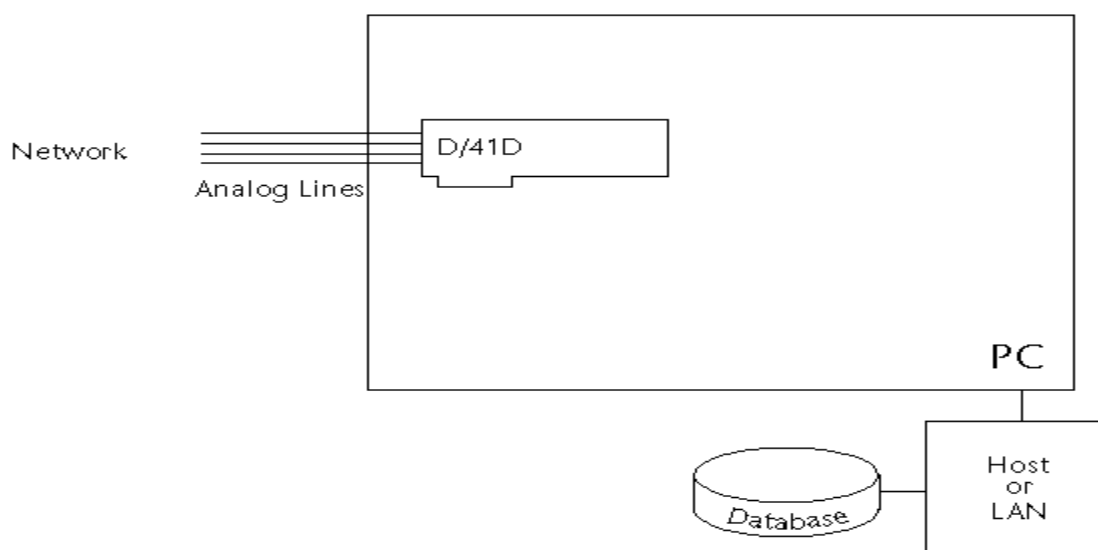 D/41D
Network
Analog Lines
PC
Host
or
LAN
Database